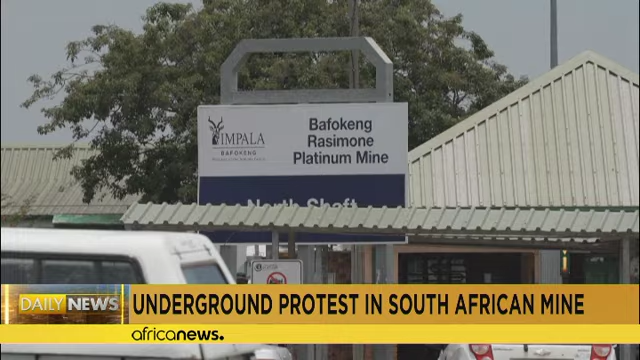 IMPALA
BAFOKENG
Bafokeng
Rasimone
Platinum Mine
North Shaft
DAILY NEWS
UNDERGROUND PROTEST IN SOUTH AFRICAN MINE
africanews.